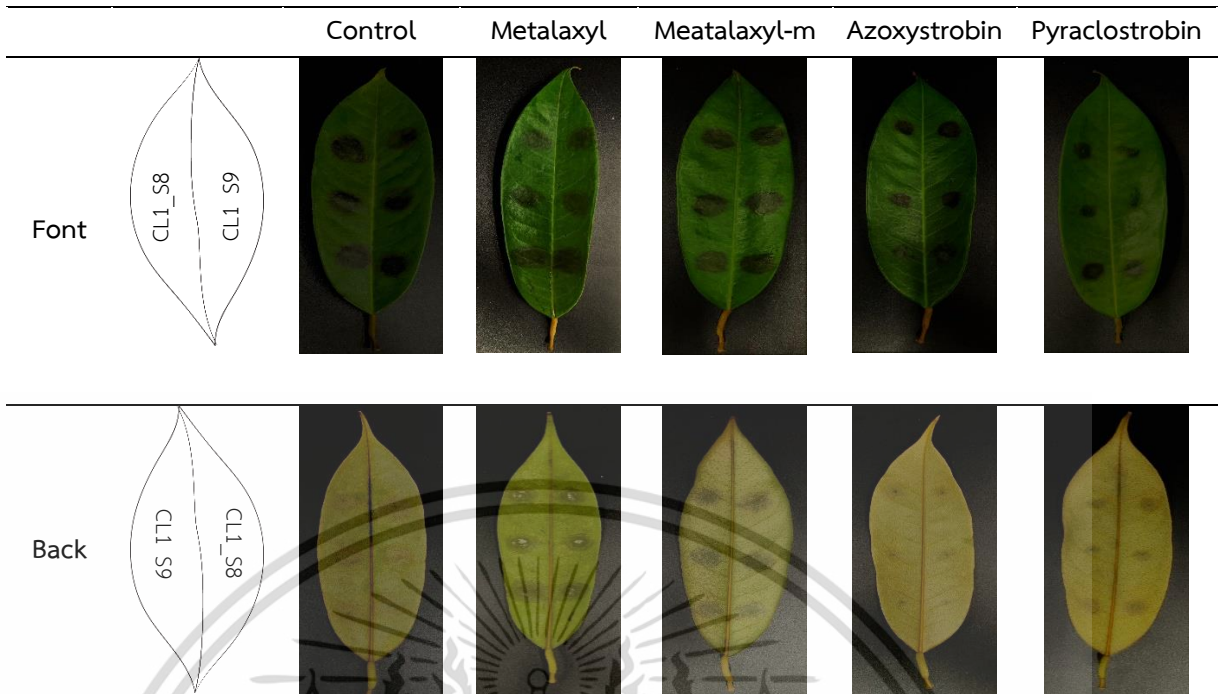 Control Metalaxyl Meatalaxyl-m Azoxystrobin Pyraclostrobin
Font
CL1_S8
CL1_S9
Back
CL1_S9
CL1_S8